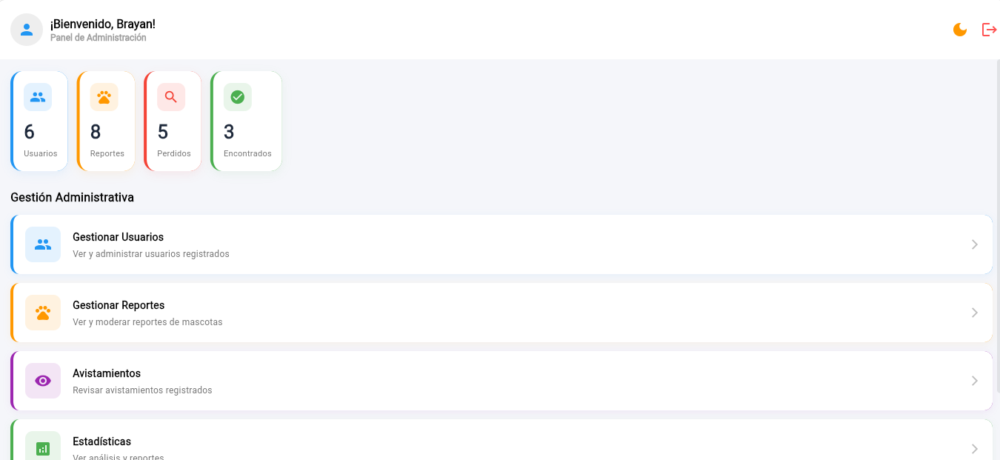 ¡Bienvenido, Brayan!
Panel de Administración
6
Usuarios
8
Reportes
5
Perdidos
3
Encontrados
Gestión Administrativa
Gestionar Usuarios
Ver y administrar usuarios registrados
Gestionar Reportes
Ver y moderar reportes de mascotas
Avistamientos
Revisar avistamientos registrados
Estadísticas
Ver análisis y reportes